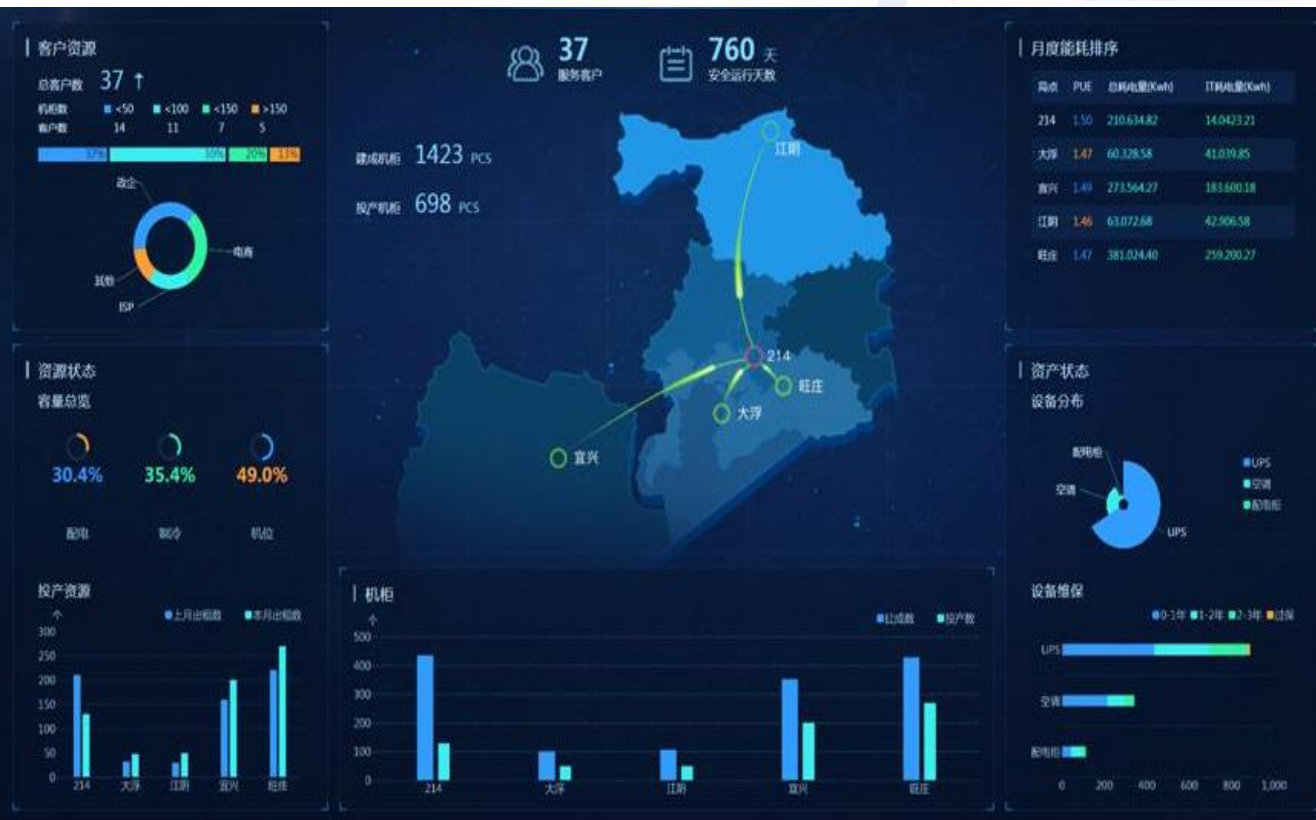 客户资源
总客户数 37 ↑
机柜数 <50 <100 <150 >150
客户数 14 11 7 5
37% 30% 20% 13%
政企
电商
其他
ISP
37
服务客户
760 天
安全运行天数
建成机柜 1423 PCS
投产机柜 698 PCS
江阴
214
旺庄
大浮
宜兴
月度能耗排序
局点 PUE 总耗电量(Kwh) IT耗电量(Kwh)
214 1.50 210.634.82 14.0423.21
大浮 1.47 60.328.58 41.039.85
宜兴 1.49 273.564.27 183.600.18
江阴 1.46 63.072.68 42.906.58
旺庄 1.47 381.024.40 259.200.27
资源状态
容量总览
30.4% 35.4% 49.0%
配电 制冷 机位
投产资源
个
上月出租数 本月出租数
300
250
200
150
100
50
0
214 大浮 江阴 宜兴 旺庄
机柜
个
投产数
500
400
300
200
100
0
214 大浮 江阴 宜兴 旺庄
资产状态
设备分布
配电柜
空调
UPS
UPS
空调
配电柜
设备维保
0-1年 1-2年 2-3年 过保
UPS
空调
配电柜
0 200 400 600 800 1,000